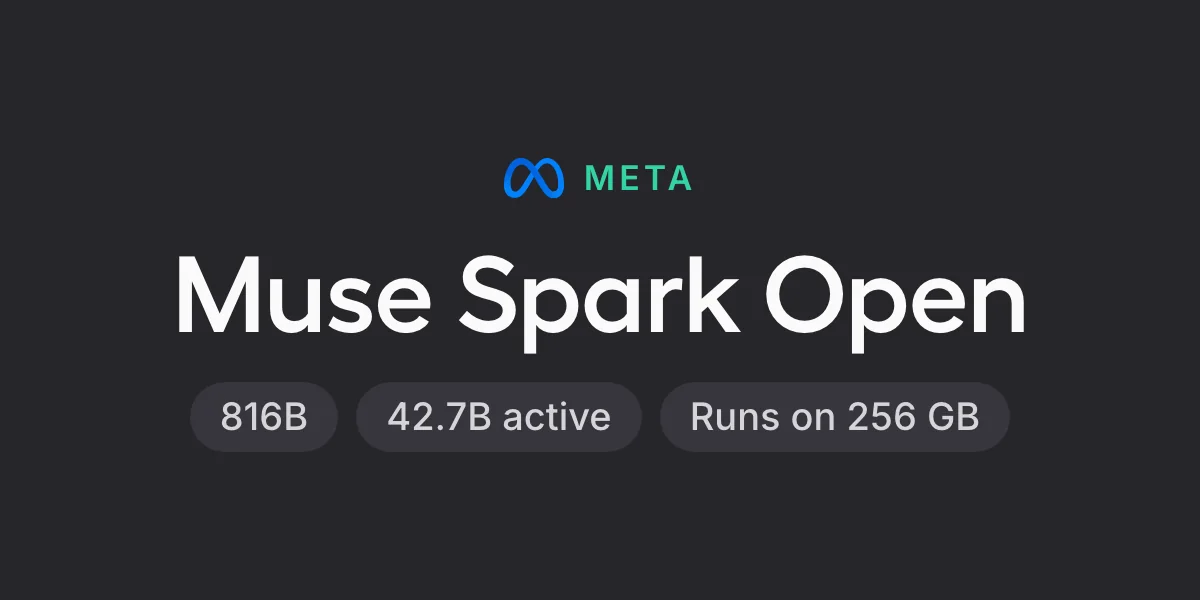 META
Muse Spark Open
816B
42.7B active
Runs on 256 GB